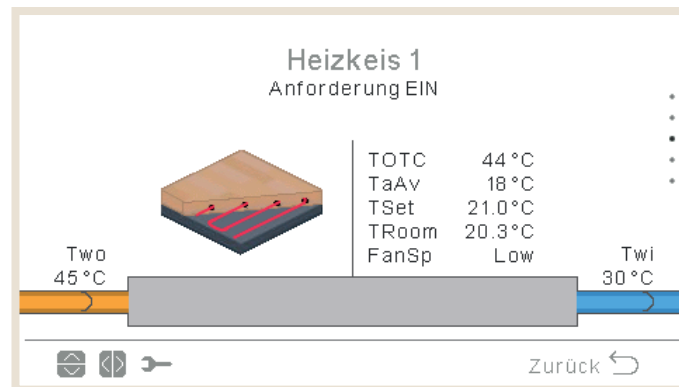 Heizkeis 1
Anforderung EIN
TOTC 44°C
TaAv 18°C
TSet 21.0°C
TRoom 20.3°C
FanSp Low
Two
45°C
Twi
30°C
Zurück